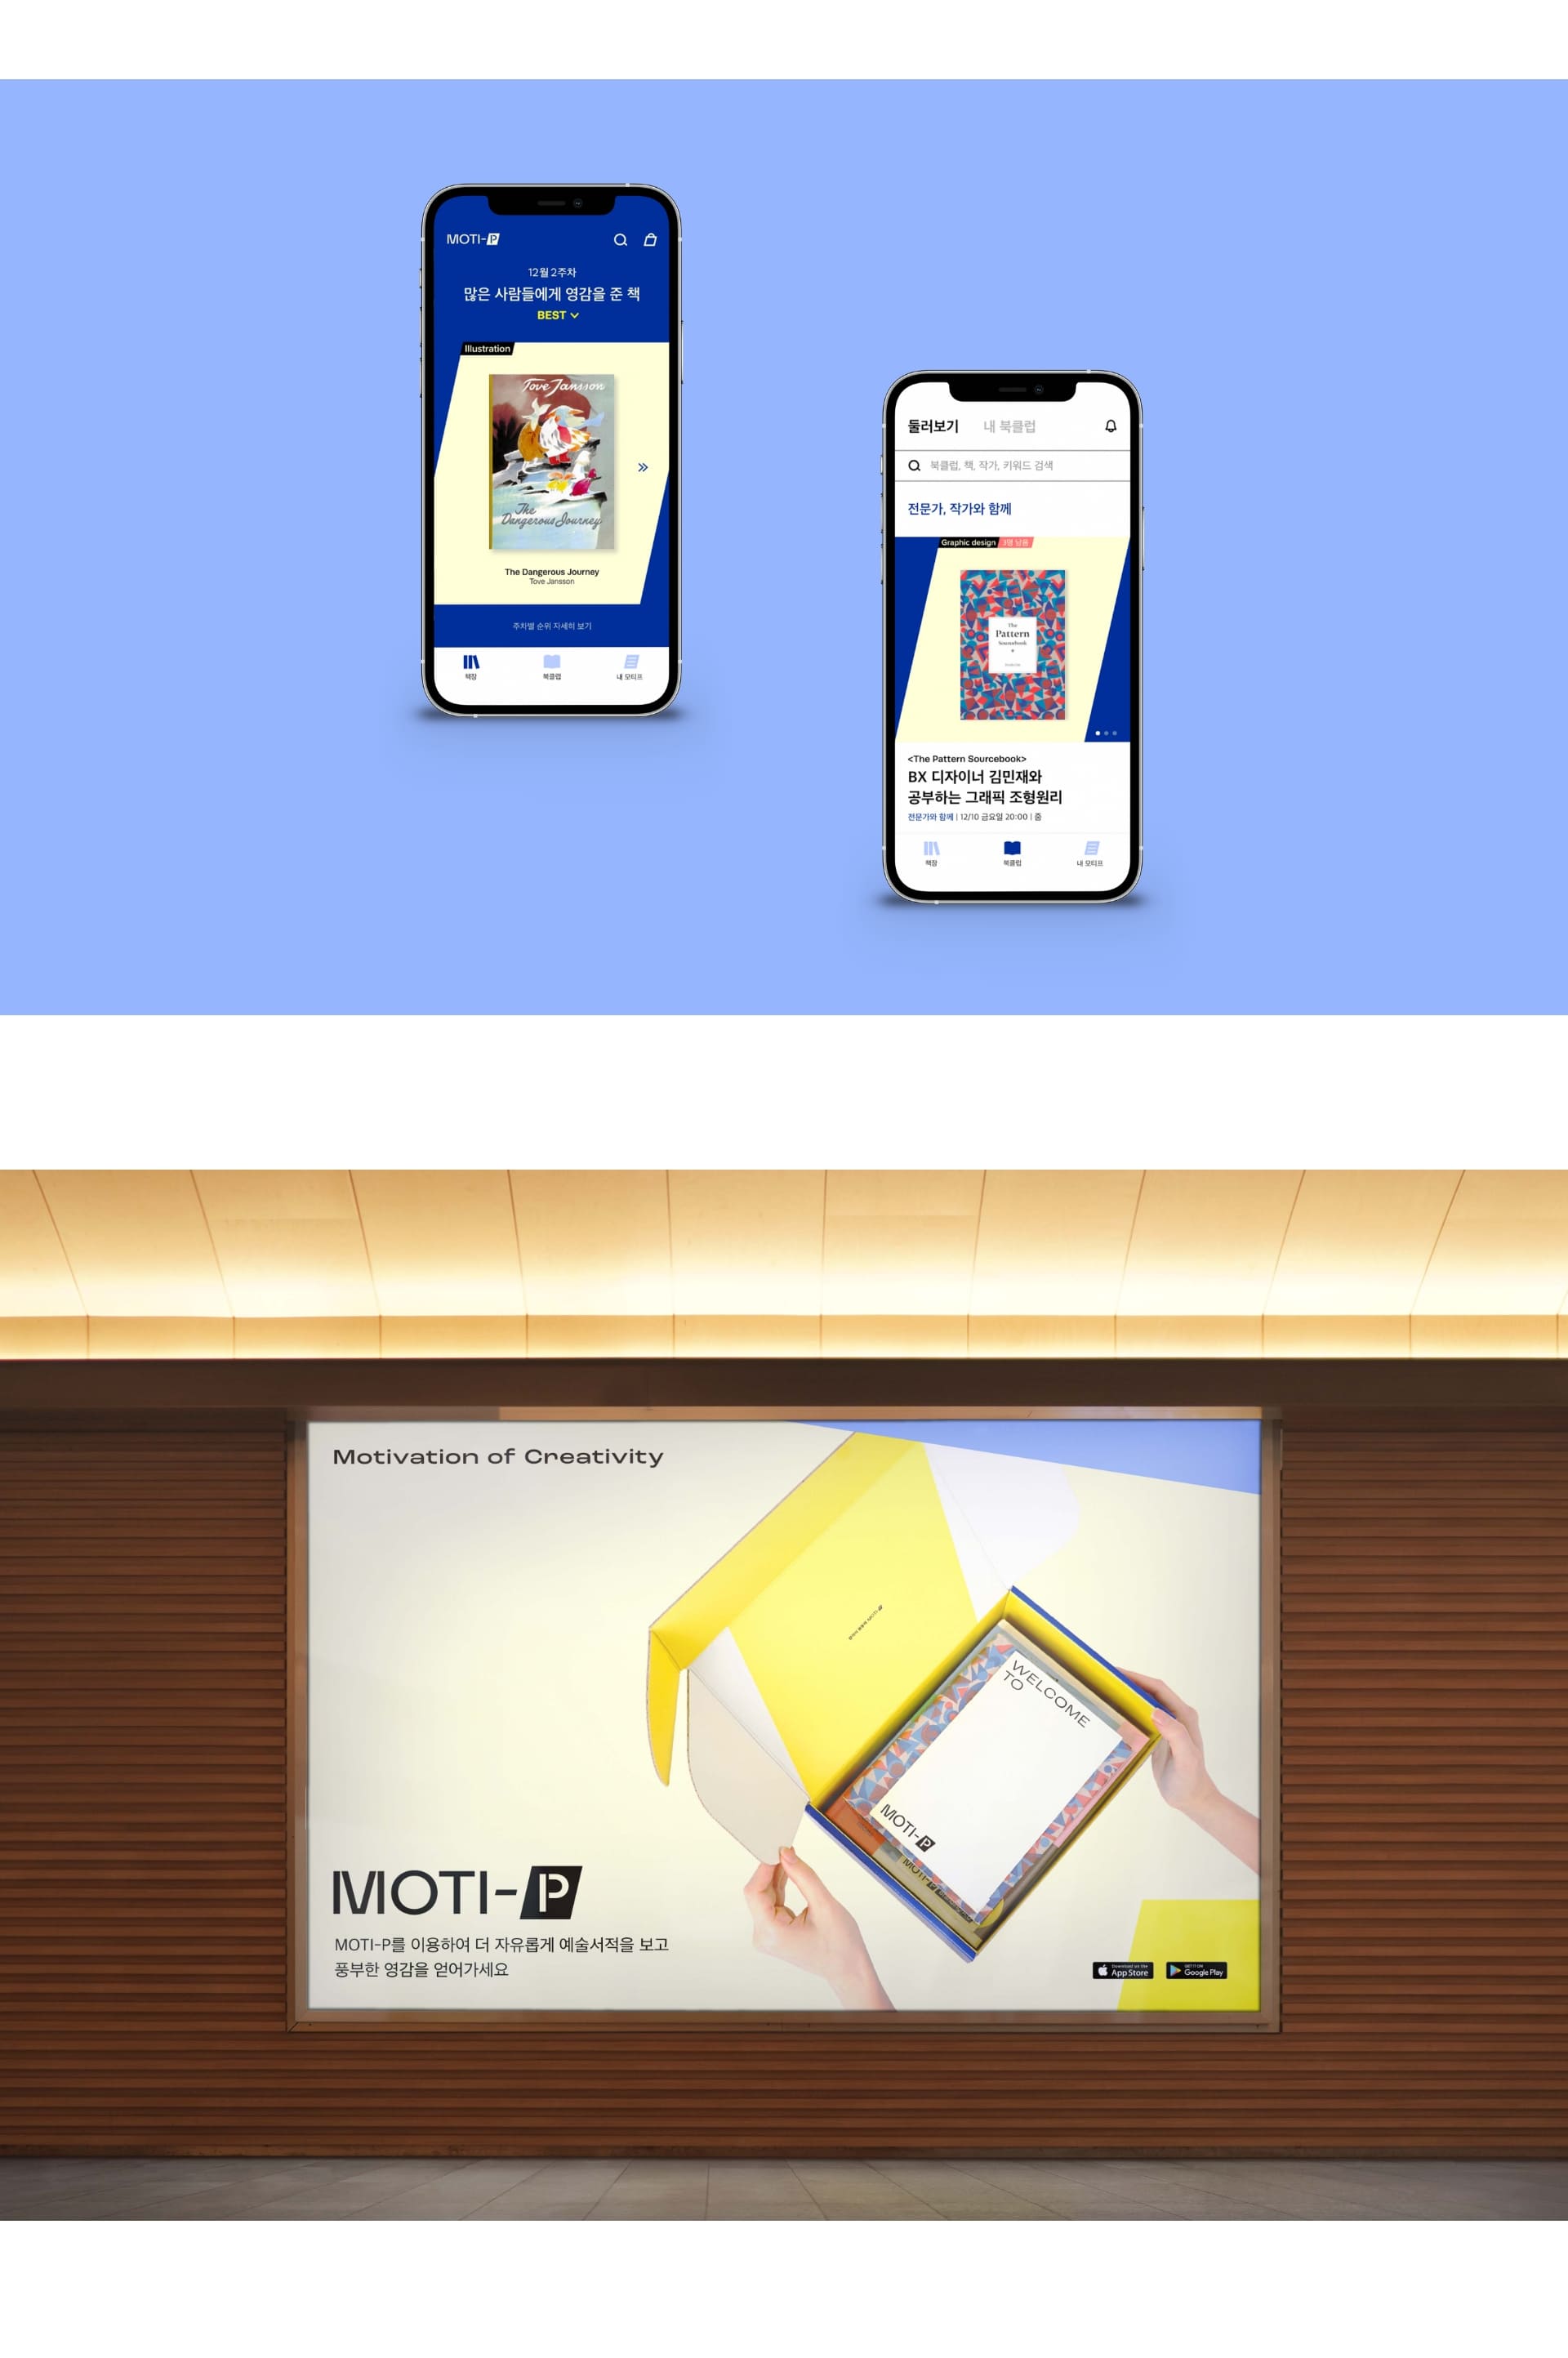 MOTI-P
12월 2주차
많은 사람들에게 영감을 준 책
BEST
Illustration
Tove Jansson
The
Dangerous Journey
The Dangerous Journey
Tove Jansson
주차별 순위 자세히 보기
책장
북클럽
내 모티프
둘러보기
내 북클럽
북클럽, 책, 작가, 키워드 검색
전문가, 작가와 함께
Graphic design
3명 남음
The
Pattern
Sourcebook
<The Pattern Sourcebook>
BX 디자이너 김민재와
공부하는 그래픽 조형원리
전문가와 함께 | 12/10 금요일 20:00 | 줌
책장
북클럽
내 모티프
Motivation of Creativity
WELCOME
TO
MOTI-P
MOTI-P
MOTI-P
MOTI-P를 이용하여 더 자유롭게 예술서적을 보고
풍부한 영감을 얻어가세요
Download on the
App Store
GET IT ON
Google Play